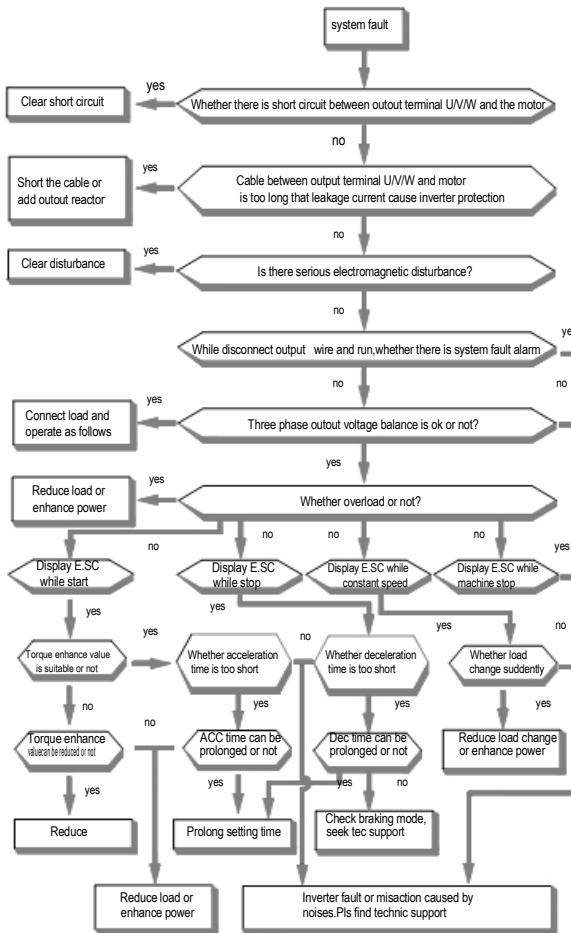 system fault
yes
Clear short circuit
Whether there is short circuit between outout terminal U/V/W and the motor
no
yes
Short the cable or
add outout reactor
Cable between output terminal U/V/W and motor
is too long that leakage current cause inverter protection
no
yes
Clear disturbance
Is there serious electromagnetic disturbance?
no
While disconnect output wire and run,whether there is system fault alarm
ye
no
no
yes
Connect load and
operate as follows
Three phase outout voltage balance is ok or not?
yes
yes
Reduce load or
enhance power
Whether overload or not?
no
no
no
no
yes
Display E.SC
while start
Display E.SC
while stop
Display E.SC while
constant speed
Display E.SC while
machine stop
yes
yes
yes
no
Torque enhance value
is suitable or not
yes
Whether acceleration
time is too short
no
Whether deceleration
time is too short
Whether load
change suddently
no
yes
yes
yes
Torque enhance
valuecan be reduced or not
no
ACC time can be
prolonged or not
Dec time can be
prolonged or not
Reduce load change
or enhance power
yes
yes
yes
no
Reduce
Prolong setting time
Check braking mode,
seek tec support
Reduce load or
enhance power
Inverter fault or misaction caused by
noises.Pls find technic support